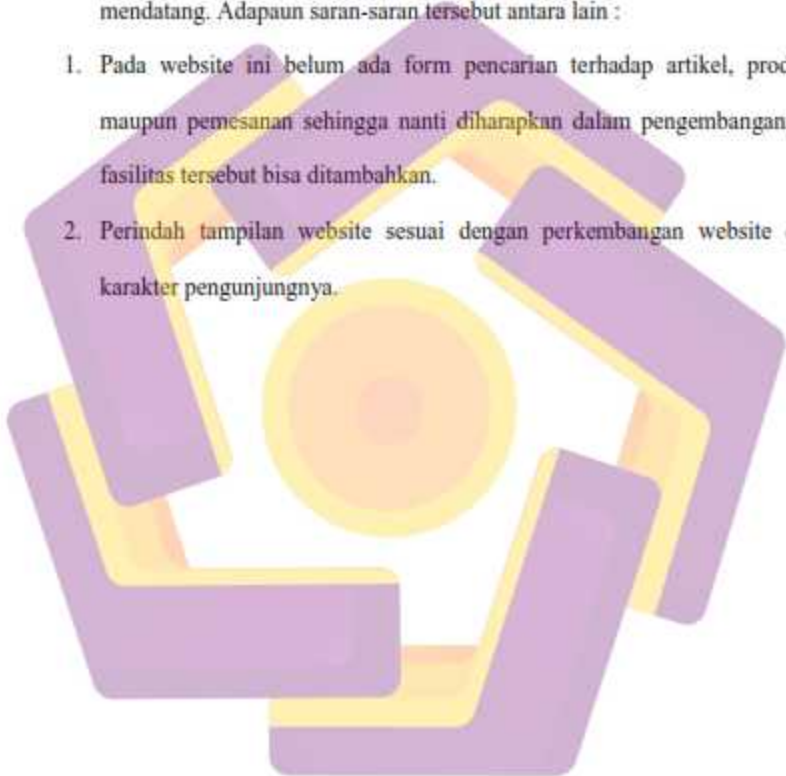 mendatang. Adapaun saran-saran tersebut antara lain :
1. Pada website ini belum ada form pencarian terhadap artikel,
maupun pemesanan sehingga nanti diharapkan dalam pengembangan
fasilitas tersebut bisa ditambahkan.
2. Perindah tampilan website sesuai dengan perkembangan website
karakter pengunjungnya.